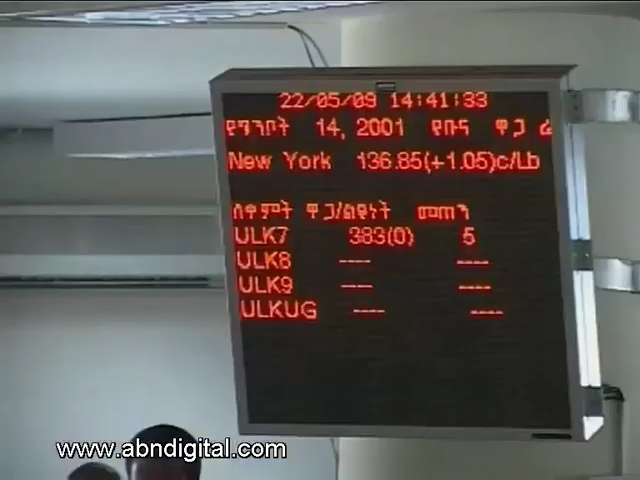 22/05/09 14:41:33
የግንቦት 14, 2001 የቡና ዋጋ
New York 136.85(+1.05)c/Lb
ሰዋምት ዋጋ/ልዩነት መጠን
ULK7 383(0) 5
ULK8 ---- ----
ULK9 ---- ----
ULKUG ---- ----
www.abndigital.com